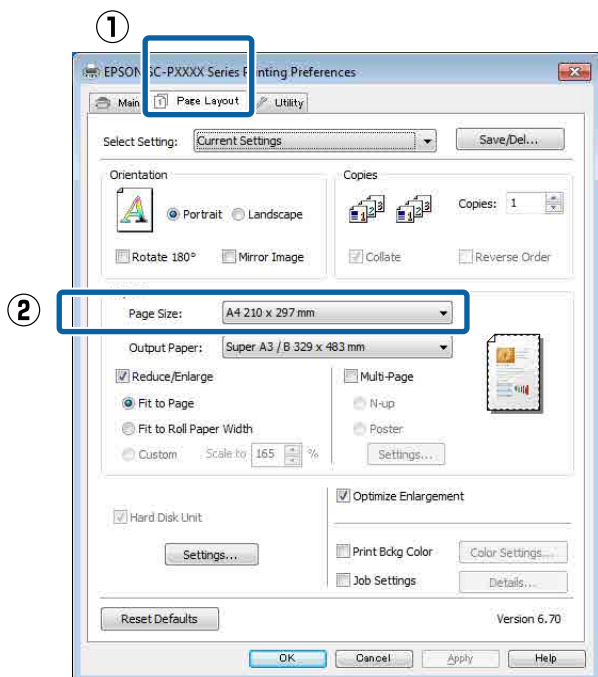 ①
EPSON SC-PXXXX Series Printing Preferences
Main Page Layout Utility
Select Setting: Current Settings Save/Del...
Orientation Copies
Portrait Landscape Copies: 1
Rotate 180° Mirror Image Collate Reverse Order
②
Page Size: A4 210 x 297 mm
Output Paper: Super A3 / B 329 x 483 mm
Reduce/Enlarge Multi-Page
Fit to Page N-up
Fit to Roll Paper Width Poster
Custom Scale to 165 % Settings...
Optimize Enlargement
Hard Disk Unit
Settings... Print Bckg Color Color Settings...
Job Settings Details...
Reset Defaults Version 6.70
OK Cancel Apply Help